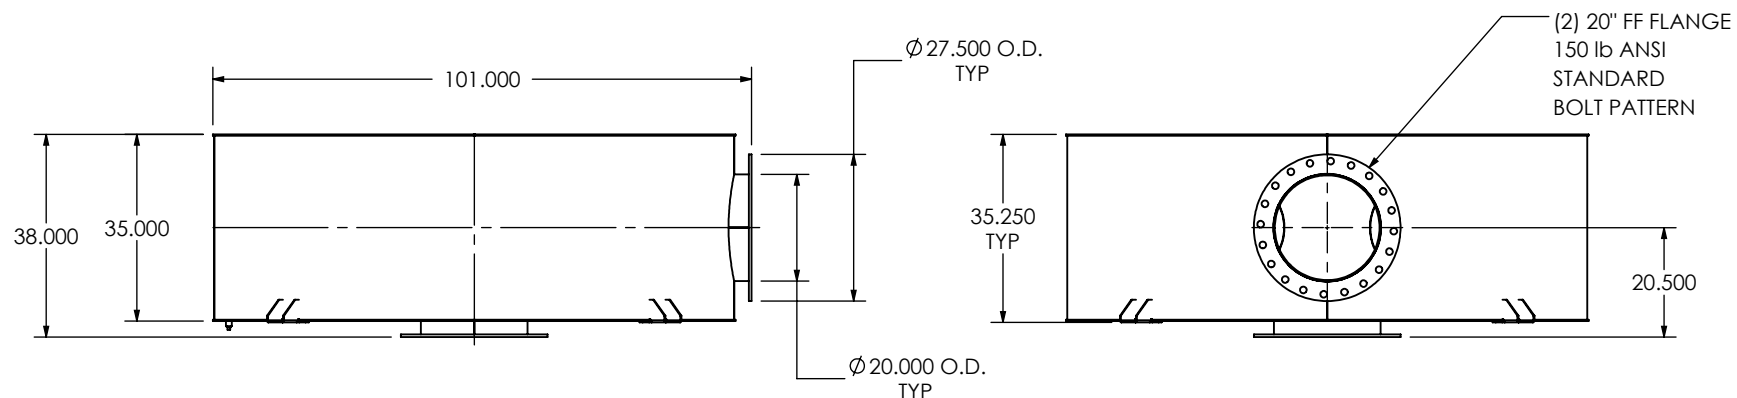 (2) 20" FF FLANGE
150 lb ANSI
STANDARD
BOLT PATTERN
Ø 27.500 O.D.
TYP
101.000
38.000
35.000
35.250
TYP
20.500
Ø 20.000 O.D.
TYP